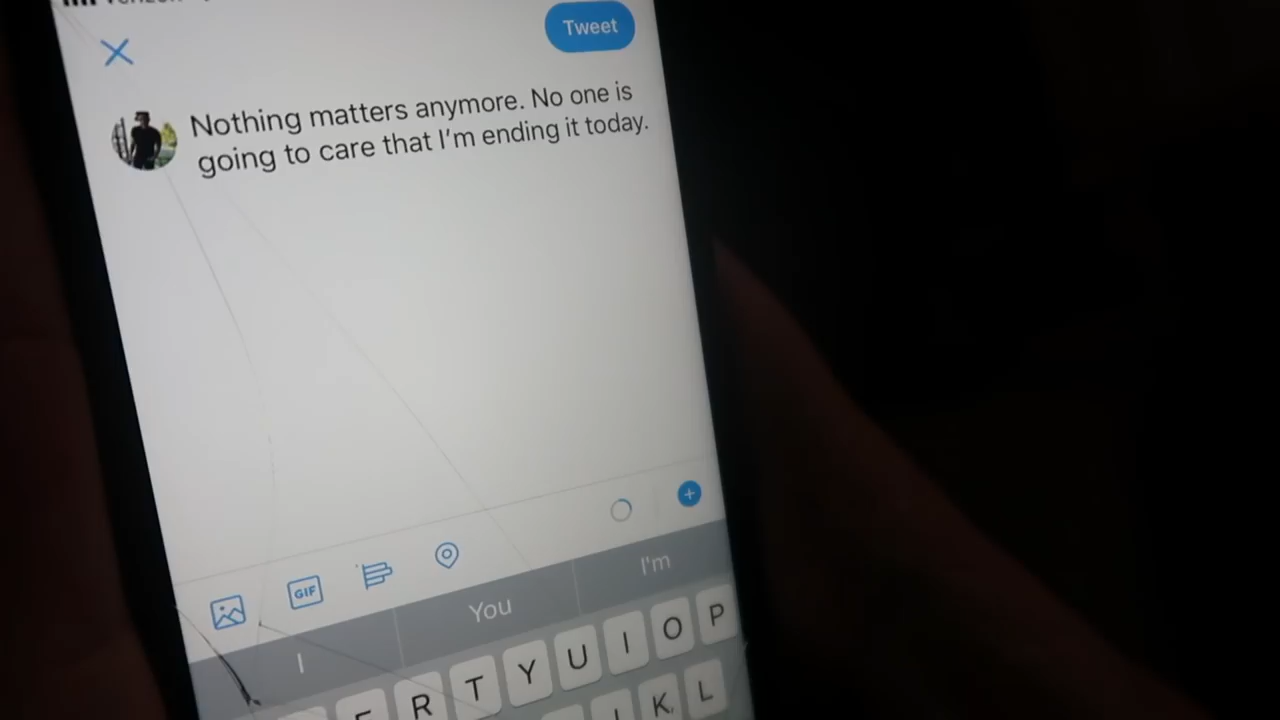 Tweet
Nothing matters anymore. No one is
going to care that I'm ending it today.
GIF
I
You
I'm
R T Y U I O P
K L